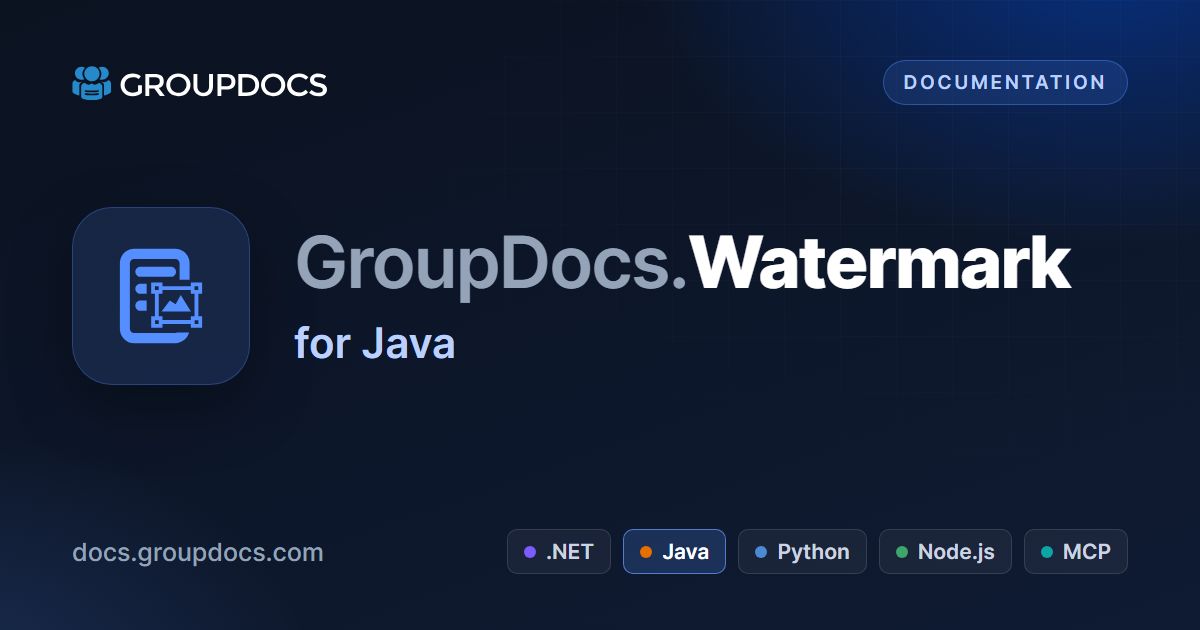 GROUPDOCS
DOCUMENTATION
GroupDocs.Watermark
for Java
docs.groupdocs.com
.NET
Java
Python
Node.js
MCP